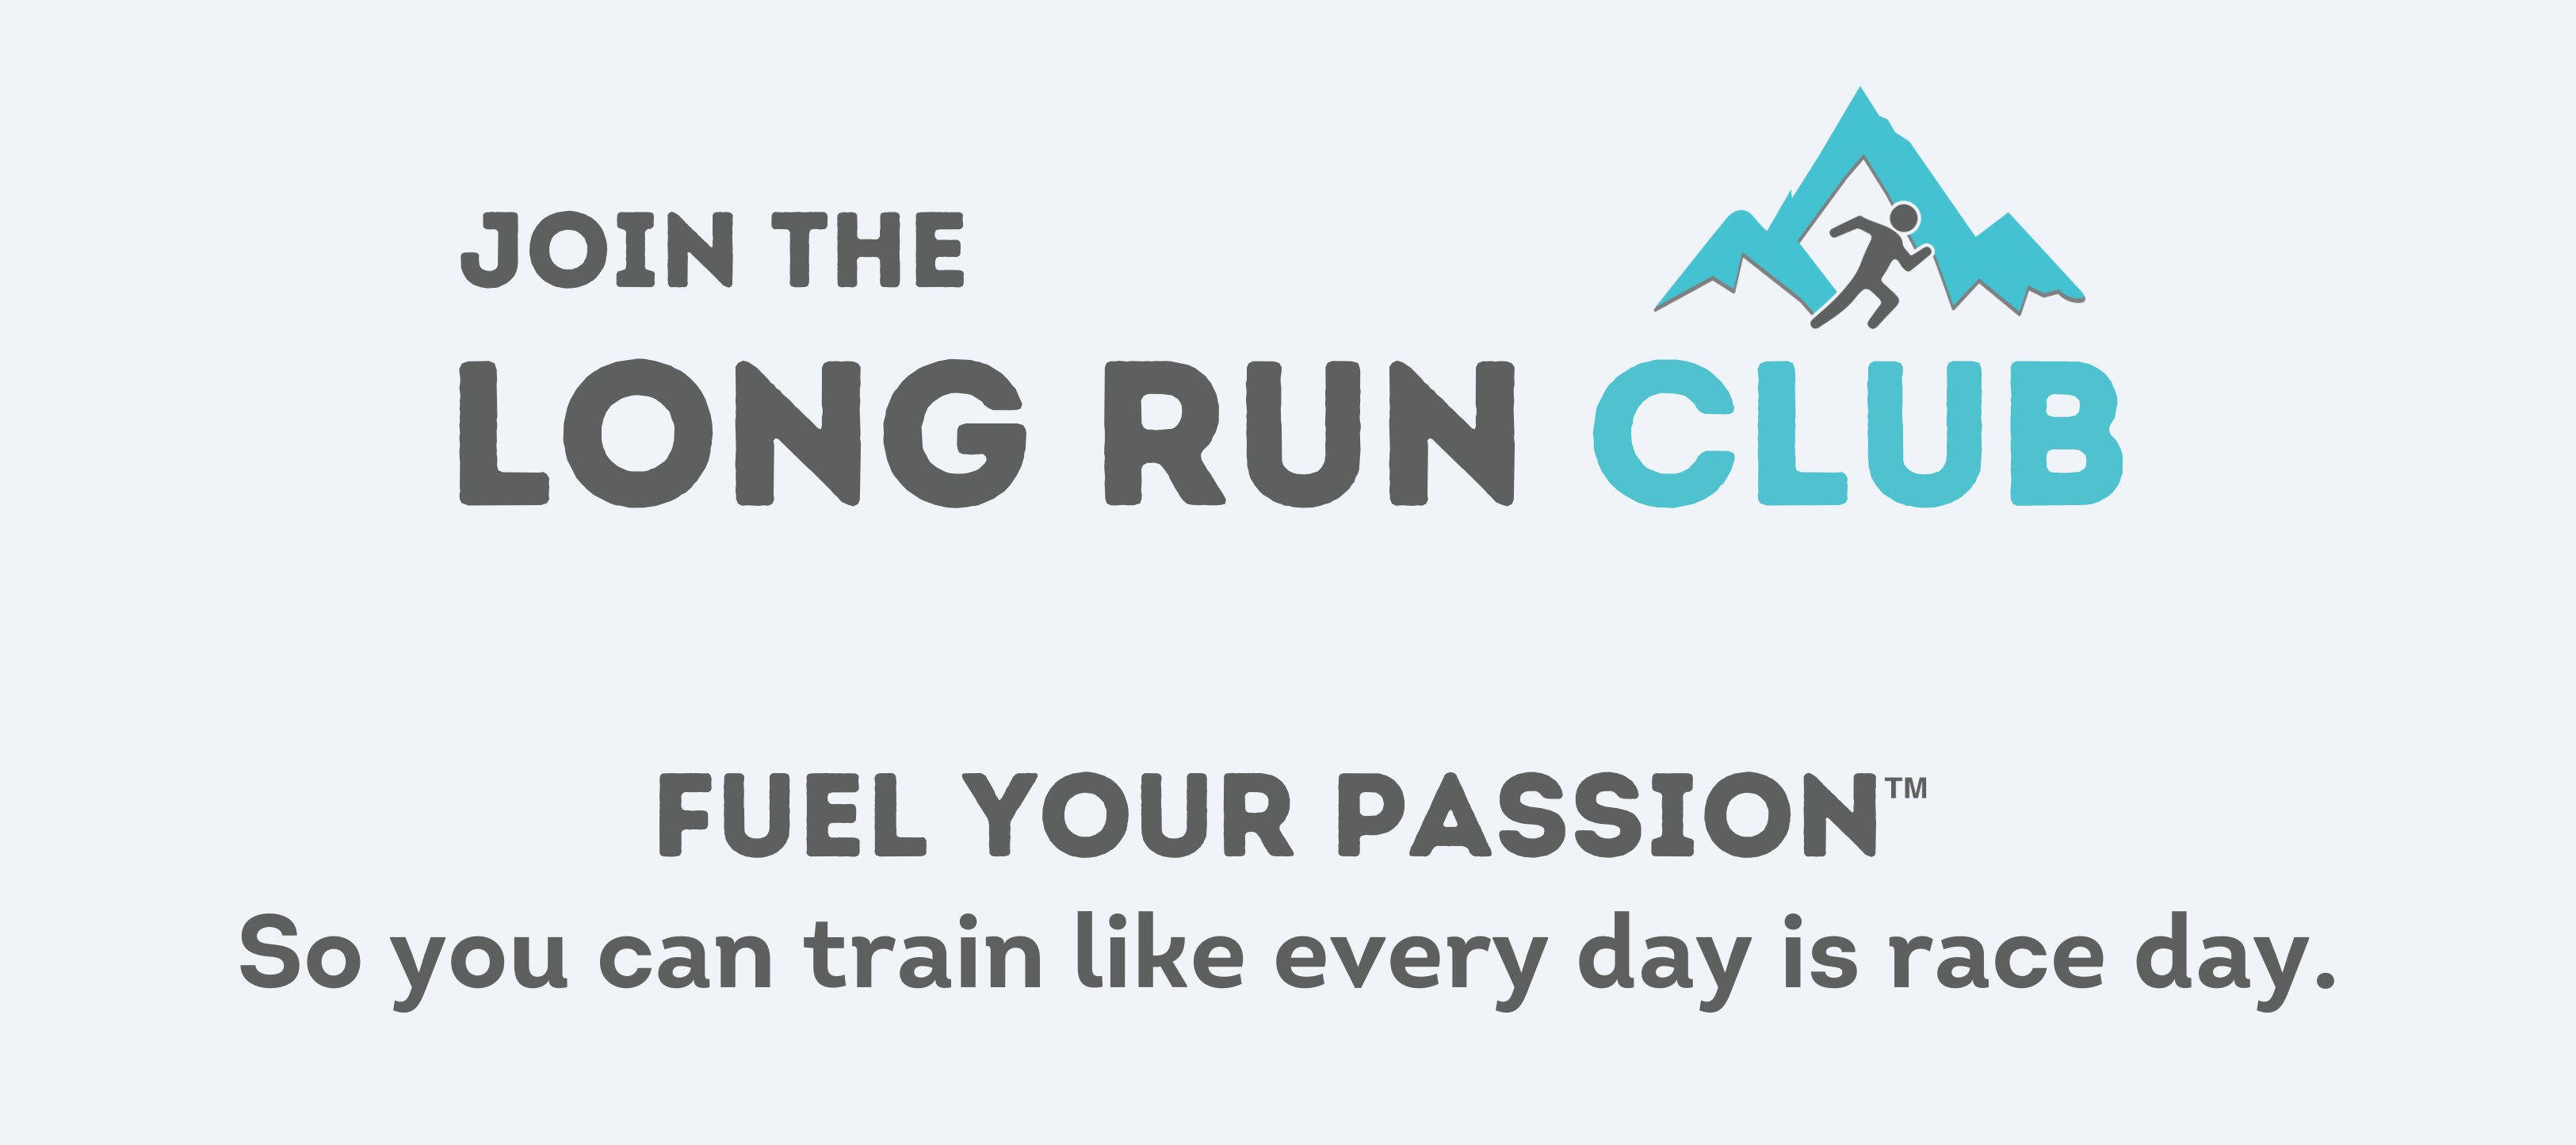 JOIN THE
LONG RUN CLUB
FUEL YOUR PASSION™
So you can train like every day is race day.